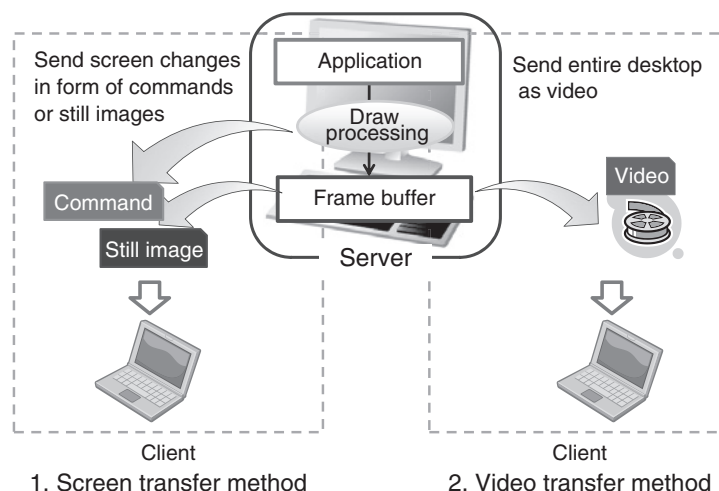 Send screen changes
in form of commands
or still images
Application
Draw
processing
Frame buffer
Server
Send entire desktop
as video
Command
Still image
Video
Client
1. Screen transfer method
Client
2. Video transfer method